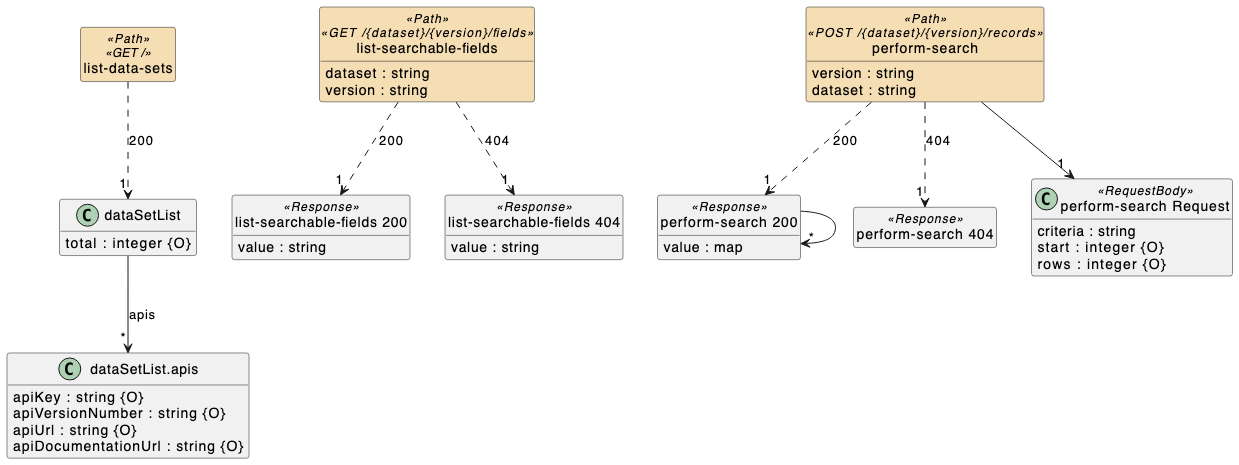 «Path»
«GET /»
list-data-sets
200
1
C dataSetList
total : integer {O}
apis
*
C dataSetList.apis
apiKey : string {O}
apiVersionNumber : string {O}
apiUrl : string {O}
apiDocumentationUrl : string {O}
«Path»
«GET /{dataset}/{version}/fields»
list-searchable-fields
dataset : string
version : string
200
404
1
1
«Response»
list-searchable-fields 200
value : string
«Response»
list-searchable-fields 404
value : string
«Path»
«POST /{dataset}/{version}/records»
perform-search
version : string
dataset : string
200
404
1
1
1
«Response»
perform-search 200
value : map
*
«Response»
perform-search 404
C «RequestBody»
perform-search Request
criteria : string
start : integer {O}
rows : integer {O}